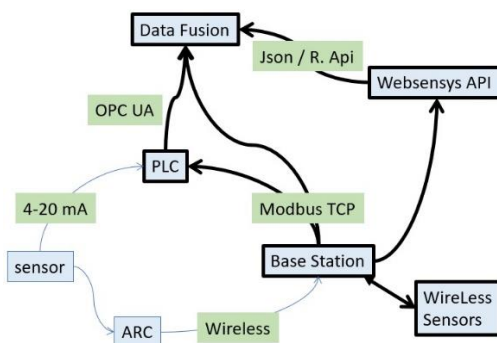 Data Fusion
Json / R. Api
Websensys API
OPC UA
PLC
4-20 mA
Modbus TCP
sensor
Base Station
WireLess
Sensors
ARC
Wireless